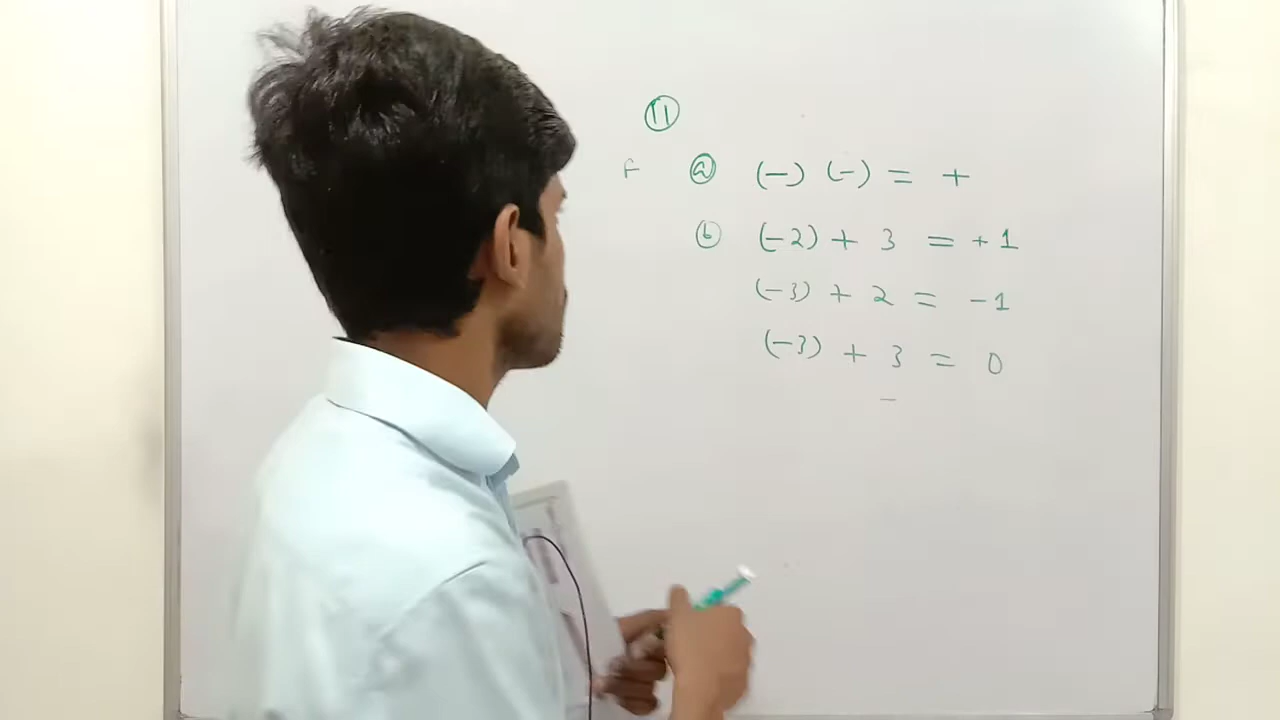 ⑪
F ⓐ (-) (-) = +
ⓑ (-2) + 3 = +1
(-3) + 2 = -1
(-3) + 3 = 0
-